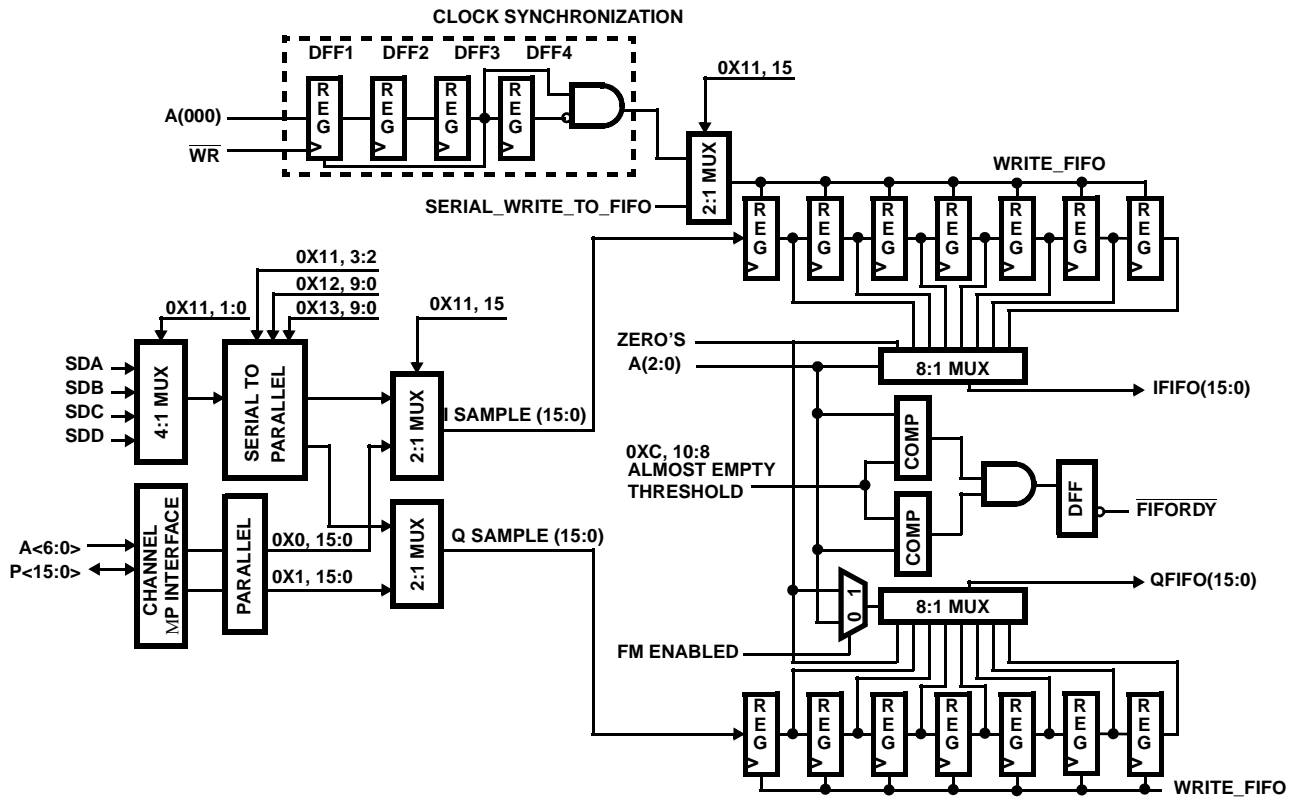 CLOCK SYNCHRONIZATION
DFF1 DFF2 DFF3 DFF4
REG REG REG REG
A(000)
WR
0X11, 15
2:1 MUX
SERIAL_WRITE_TO_FIFO
WRITE_FIFO
REG REG REG REG REG REG REG
0X11, 3:2
0X12, 9:0
0X13, 9:0
0X11, 1:0
0X11, 15
SDA
SDB
SDC
SDD
4:1 MUX
SERIAL TO
PARALLEL
2:1 MUX
I SAMPLE (15:0)
ZERO'S
A(2:0)
8:1 MUX
IFIFO(15:0)
0XC, 10:8
ALMOST EMPTY
THRESHOLD
COMP
COMP
DFF
FIFORDY
A<6:0>
P<15:0>
CHANNEL
MP INTERFACE
PARALLEL
0X0, 15:0
0X1, 15:0
2:1 MUX
Q SAMPLE (15:0)
0 1
8:1 MUX
QFIFO(15:0)
FM ENABLED
REG REG REG REG REG REG REG
WRITE_FIFO